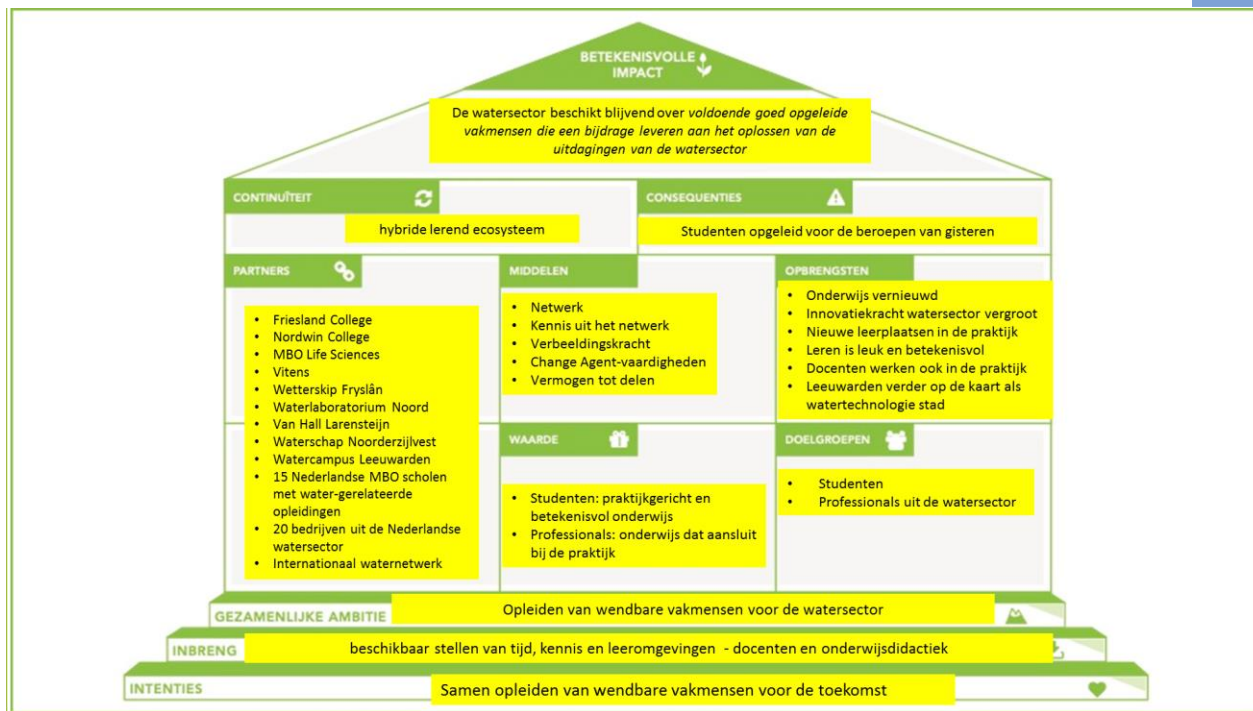 BETEKENISVOLLE
IMPACT
De watersector beschikt blijvend over voldoende goed opgeleide
vakmensen die een bijdrage leveren aan het oplossen van de
uitdagingen van de watersector
CONTINUÏTEIT
hybride lerend ecosysteem
CONSEQUENTIES
Studenten opgeleid voor de beroepen van gisteren
PARTNERS
• Friesland College
• Nordwin College
• MBO Life Sciences
• Vitens
• Wetterskip Fryslân
• Waterlaboratorium Noord
• Van Hall Larensteijn
• Waterschap Noorderzijlvest
• Watercampus Leeuwarden
• 15 Nederlandse MBO scholen
met water-gerelateerde
opleidingen
• 20 bedrijven uit de Nederlandse
watersector
• Internationaal waternetwerk
MIDDELEN
• Netwerk
• Kennis uit het netwerk
• Verbeeldingskracht
• Change Agent-vaardigheden
• Vermogen tot delen
OPBRENGSTEN
• Onderwijs vernieuwd
• Innovatiekracht watersector vergroot
• Nieuwe leerplaatsen in de praktijk
• Leren is leuk en betekenisvol
• Docenten werken ook in de praktijk
• Leeuwarden verder op de kaart als
watertechnologie stad
WAARDE
• Studenten: praktijkgericht en
betekenisvol onderwijs
• Professionals: onderwijs dat aansluit
bij de praktijk
DOELGROEPEN
• Studenten
• Professionals uit de watersector
GEZAMENLIJKE AMBITIE
Opleiden van wendbare vakmensen voor de watersector
INBRENG
beschikbaar stellen van tijd, kennis en leeromgevingen - docenten en onderwijsdidactiek
INTENTIES
Samen opleiden van wendbare vakmensen voor de toekomst